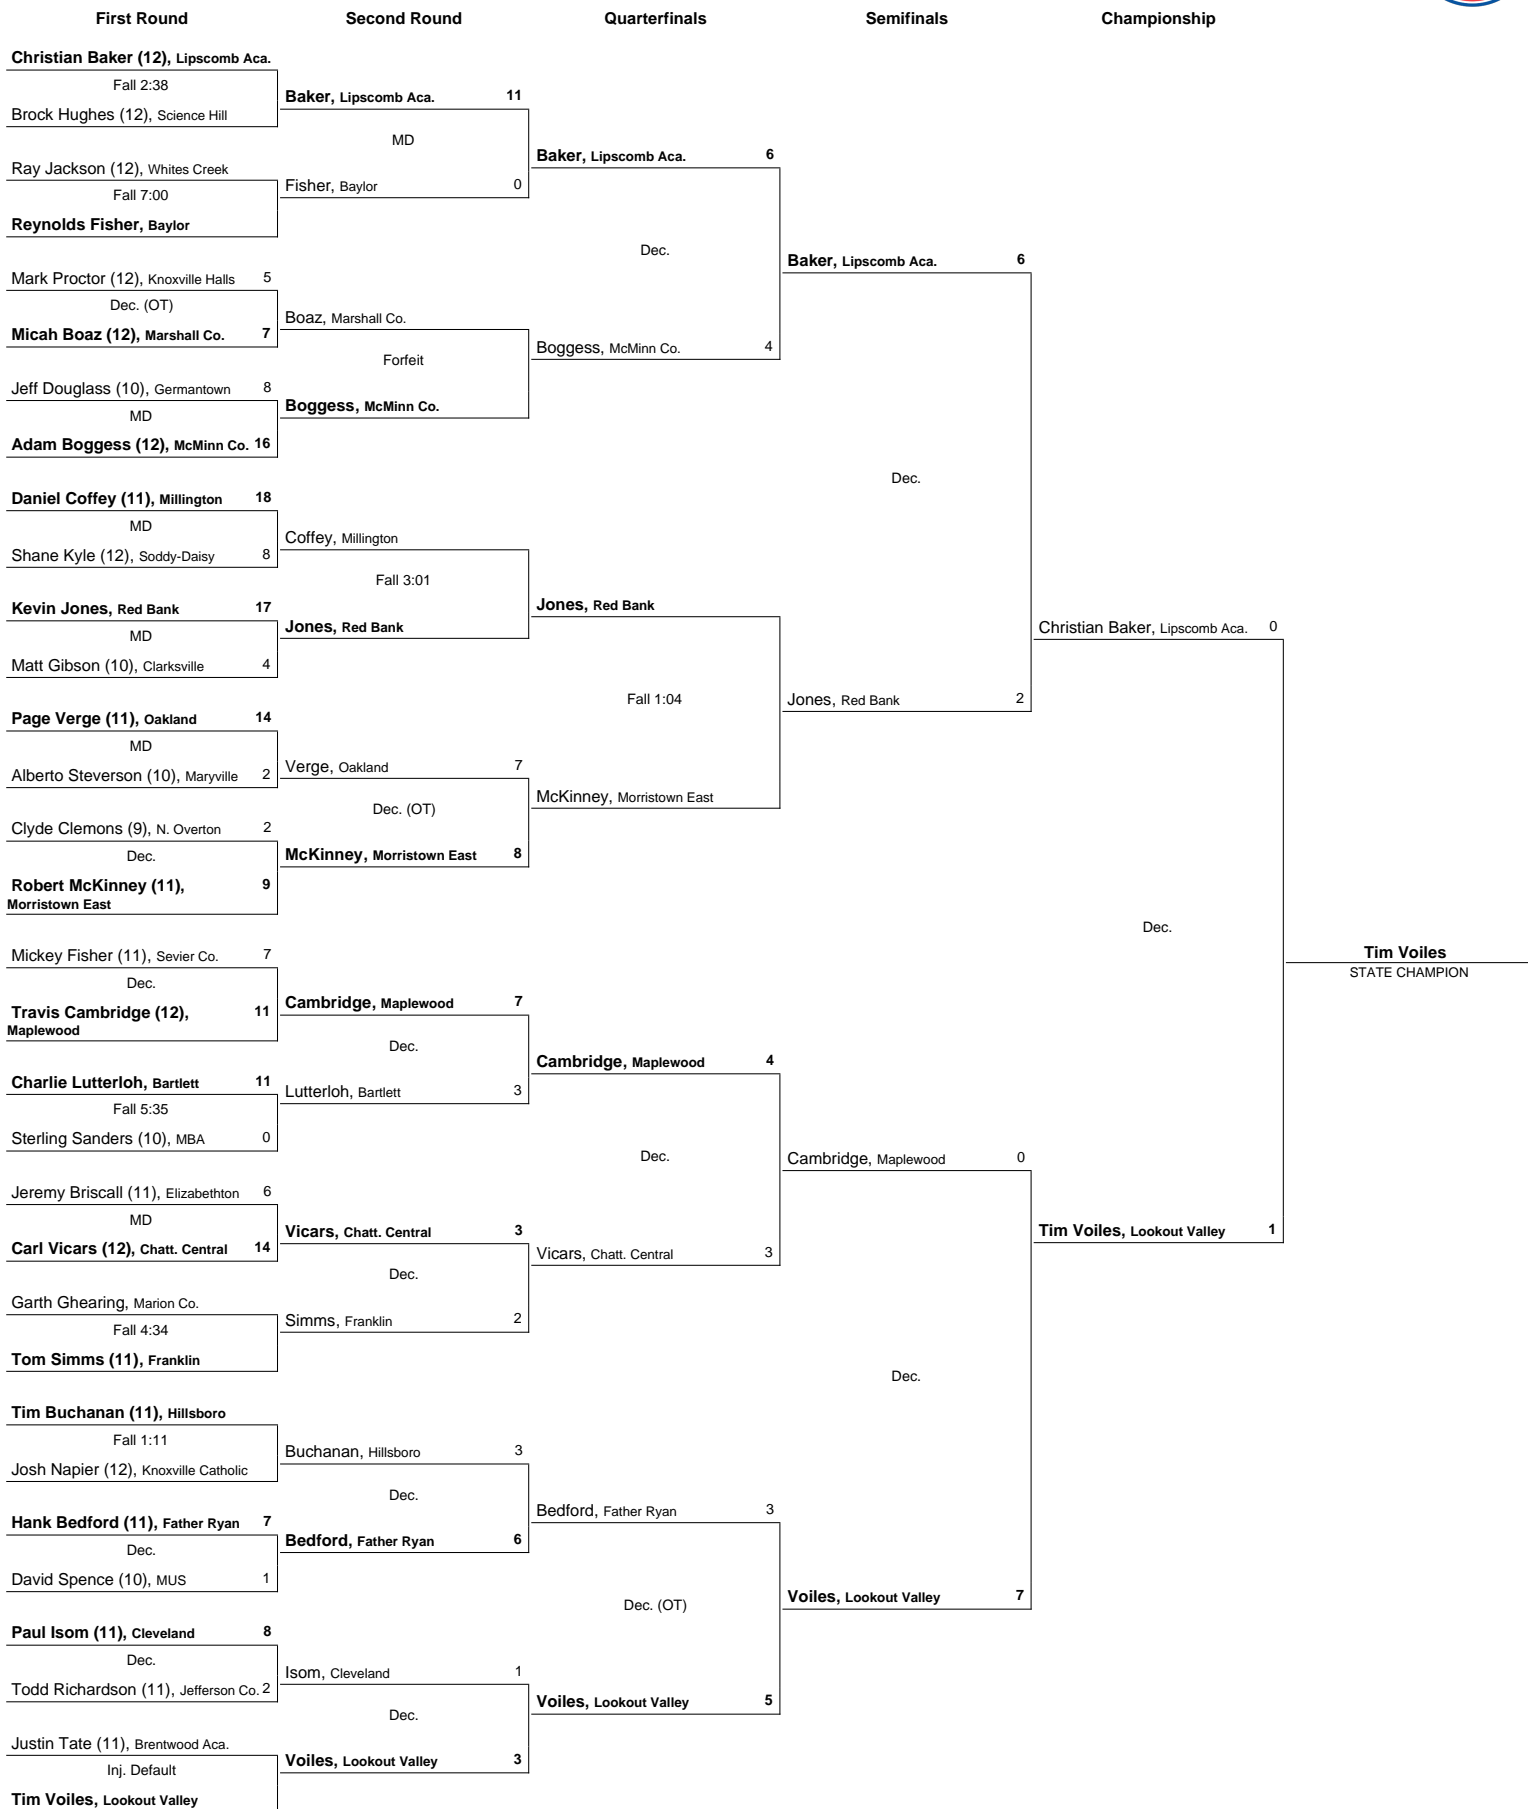 First Round Second Round Quarterfinals Semifinals Championship
Christian Baker (12), Lipscomb Aca.
Fall 2:38
Brock Hughes (12), Science Hill
Ray Jackson (12), Whites Creek
Fall 7:00
Reynolds Fisher, Baylor
Mark Proctor (12), Knoxville Halls 5
Dec. (OT)
Micah Boaz (12), Marshall Co. 7
Jeff Douglass (10), Germantown 8
MD
Adam Boggess (12), McMinn Co. 16
Daniel Coffey (11), Millington 18
MD
Shane Kyle (12), Soddy-Daisy 8
Kevin Jones, Red Bank 17
MD
Matt Gibson (10), Clarksville 4
Page Verge (11), Oakland 14
MD
Alberto Steverson (10), Maryville 2
Clyde Clemons (9), N. Overton 2
Dec.
Robert McKinney (11), 9
Morristown East
Mickey Fisher (11), Sevier Co. 7
Dec.
Travis Cambridge (12), 11
Maplewood
Charlie Lutterloh, Bartlett 11
Fall 5:35
Sterling Sanders (10), MBA 0
Jeremy Briscall (11), Elizabethton 6
MD
Carl Vicars (12), Chatt. Central 14
Garth Ghearing, Marion Co.
Fall 4:34
Tom Simms (11), Franklin
Tim Buchanan (11), Hillsboro
Fall 1:11
Josh Napier (12), Knoxville Catholic
Hank Bedford (11), Father Ryan 7
Dec.
David Spence (10), MUS 1
Paul Isom (11), Cleveland 8
Dec.
Todd Richardson (11), Jefferson Co. 2
Justin Tate (11), Brentwood Aca.
Inj. Default
Tim Voiles, Lookout Valley
Baker, Lipscomb Aca. 11
MD
Fisher, Baylor 0
Boaz, Marshall Co.
Forfeit
Boggess, McMinn Co.
Coffey, Millington
Fall 3:01
Jones, Red Bank
Verge, Oakland 7
Dec. (OT)
McKinney, Morristown East 8
Cambridge, Maplewood 7
Dec.
Lutterloh, Bartlett 3
Vicars, Chatt. Central 3
Dec.
Simms, Franklin 2
Buchanan, Hillsboro 3
Dec.
Bedford, Father Ryan 6
Isom, Cleveland 1
Dec.
Voiles, Lookout Valley 3
Baker, Lipscomb Aca. 6
Dec.
Boggess, McMinn Co. 4
Jones, Red Bank
Fall 1:04
McKinney, Morristown East
Cambridge, Maplewood 4
Dec.
Vicars, Chatt. Central 3
Bedford, Father Ryan 3
Dec. (OT)
Voiles, Lookout Valley 5
Baker, Lipscomb Aca. 6
Dec.
Jones, Red Bank 2
Cambridge, Maplewood 0
Dec.
Voiles, Lookout Valley 7
Christian Baker, Lipscomb Aca. 0
Dec.
Tim Voiles, Lookout Valley 1
Tim Voiles
STATE CHAMPION